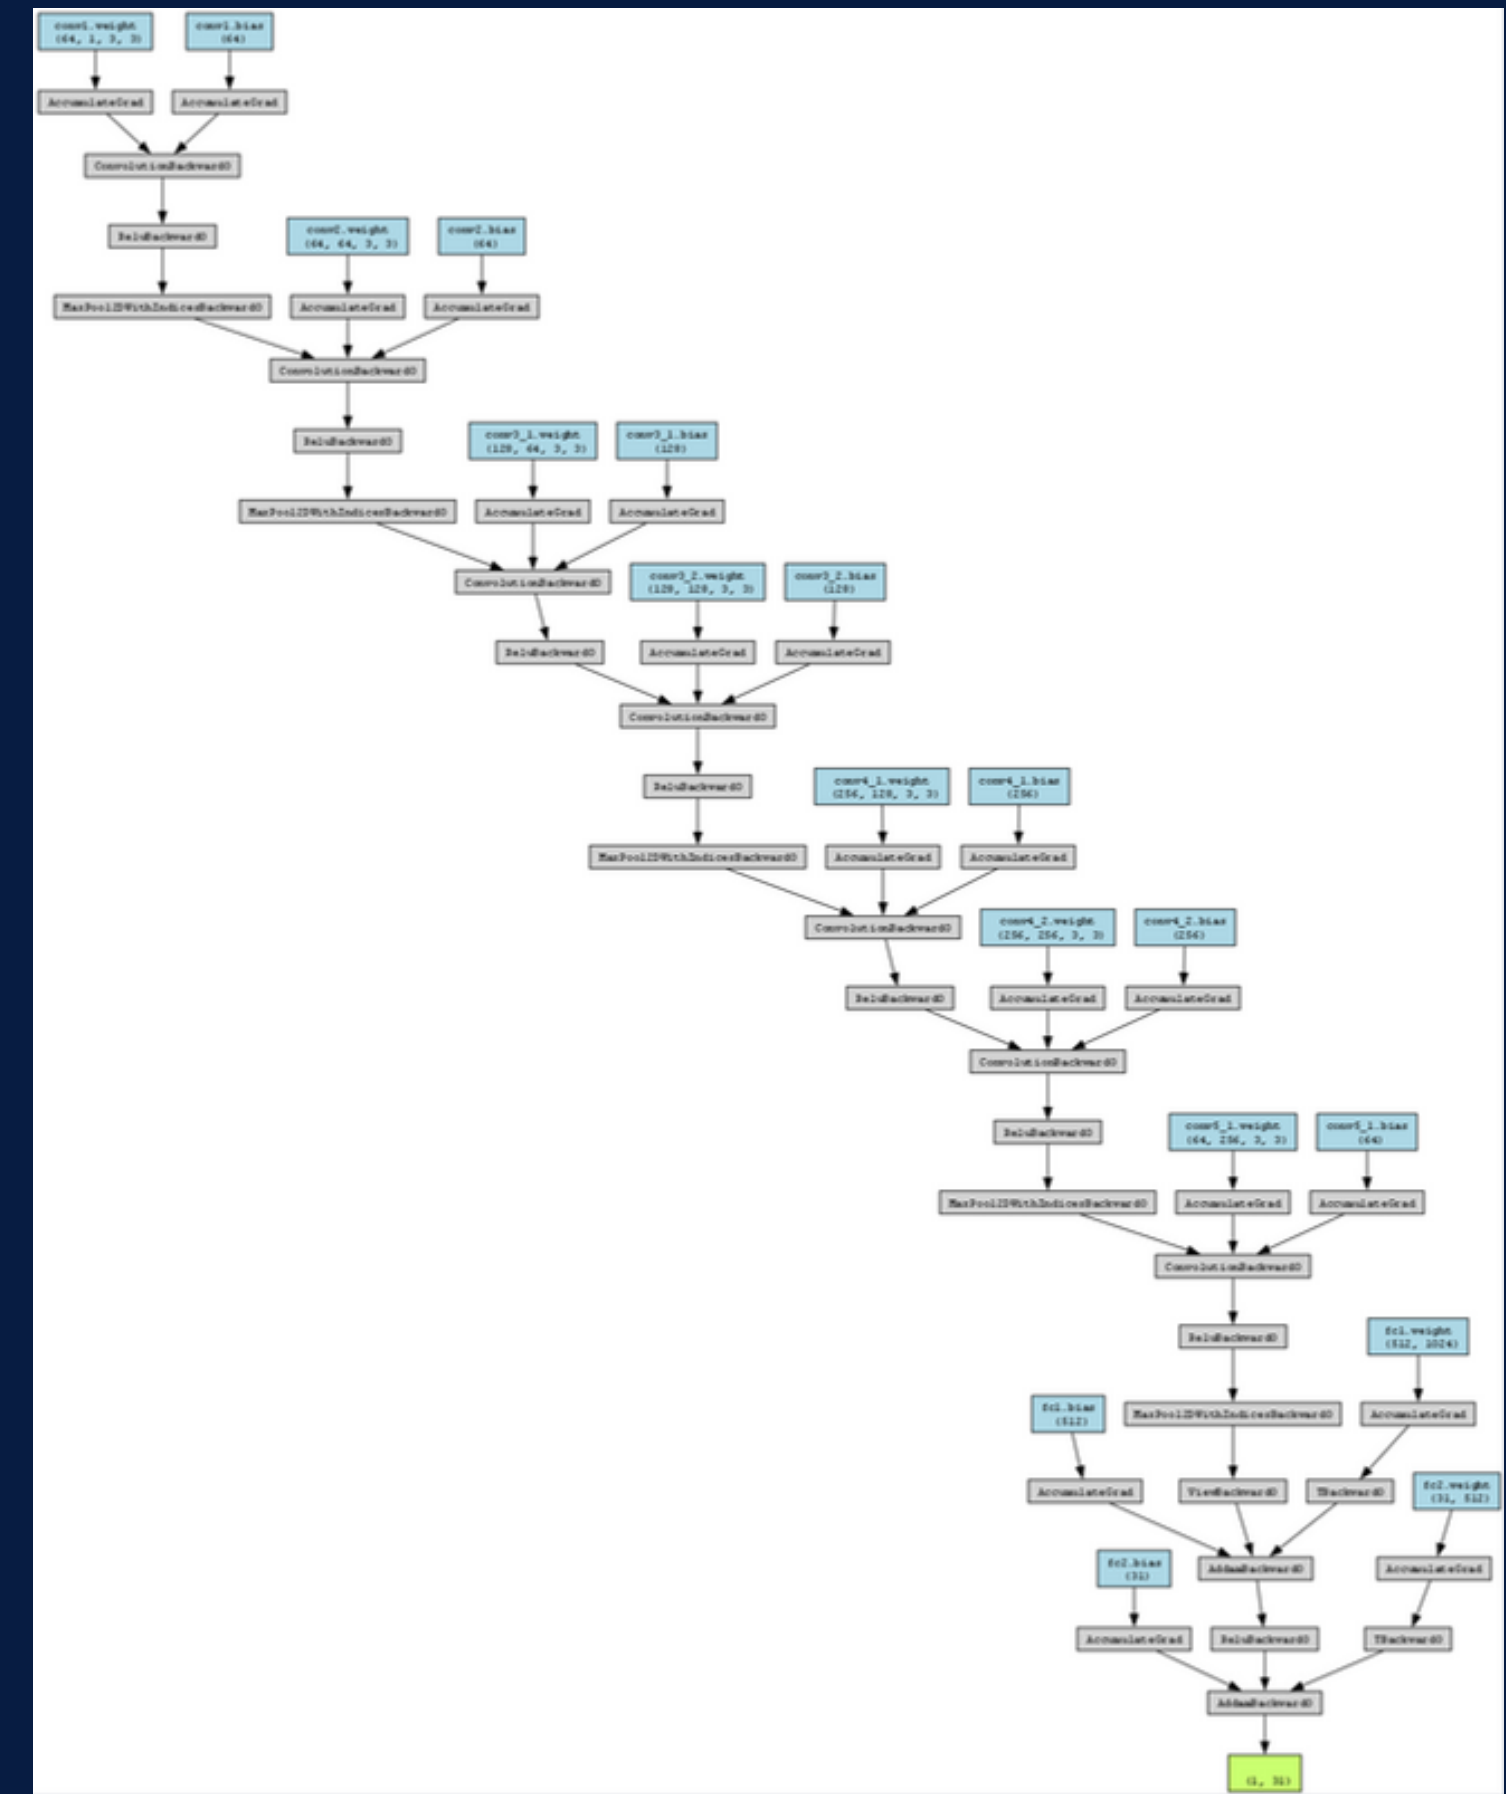 conv1.weight
(64, 1, 3, 3)
conv1.bias
(64)
AccumulateGrad
AccumulateGrad
ConvolutionBackward0
ReluBackward0
conv2.weight
(64, 64, 3, 3)
conv2.bias
(64)
MaxPool2DWithIndicesBackward0
AccumulateGrad
AccumulateGrad
ConvolutionBackward0
ReluBackward0
conv3_1.weight
(128, 64, 3, 3)
conv3_1.bias
(128)
MaxPool2DWithIndicesBackward0
AccumulateGrad
AccumulateGrad
ConvolutionBackward0
conv3_2.weight
(128, 128, 3, 3)
conv3_2.bias
(128)
ReluBackward0
AccumulateGrad
AccumulateGrad
ConvolutionBackward0
ReluBackward0
conv4_1.weight
(256, 128, 3, 3)
conv4_1.bias
(256)
MaxPool2DWithIndicesBackward0
AccumulateGrad
AccumulateGrad
ConvolutionBackward0
conv4_2.weight
(256, 256, 3, 3)
conv4_2.bias
(256)
ReluBackward0
AccumulateGrad
AccumulateGrad
ConvolutionBackward0
ReluBackward0
conv5_1.weight
(64, 256, 3, 3)
conv5_1.bias
(64)
MaxPool2DWithIndicesBackward0
AccumulateGrad
AccumulateGrad
ConvolutionBackward0
ReluBackward0
fc1.weight
(512, 1024)
fc1.bias
(512)
MaxPool2DWithIndicesBackward0
AccumulateGrad
AccumulateGrad
ViewBackward0
TBackward0
fc2.weight
(31, 512)
fc2.bias
(31)
AddmmBackward0
AccumulateGrad
AccumulateGrad
ReluBackward0
TBackward0
AddmmBackward0
(1, 31)